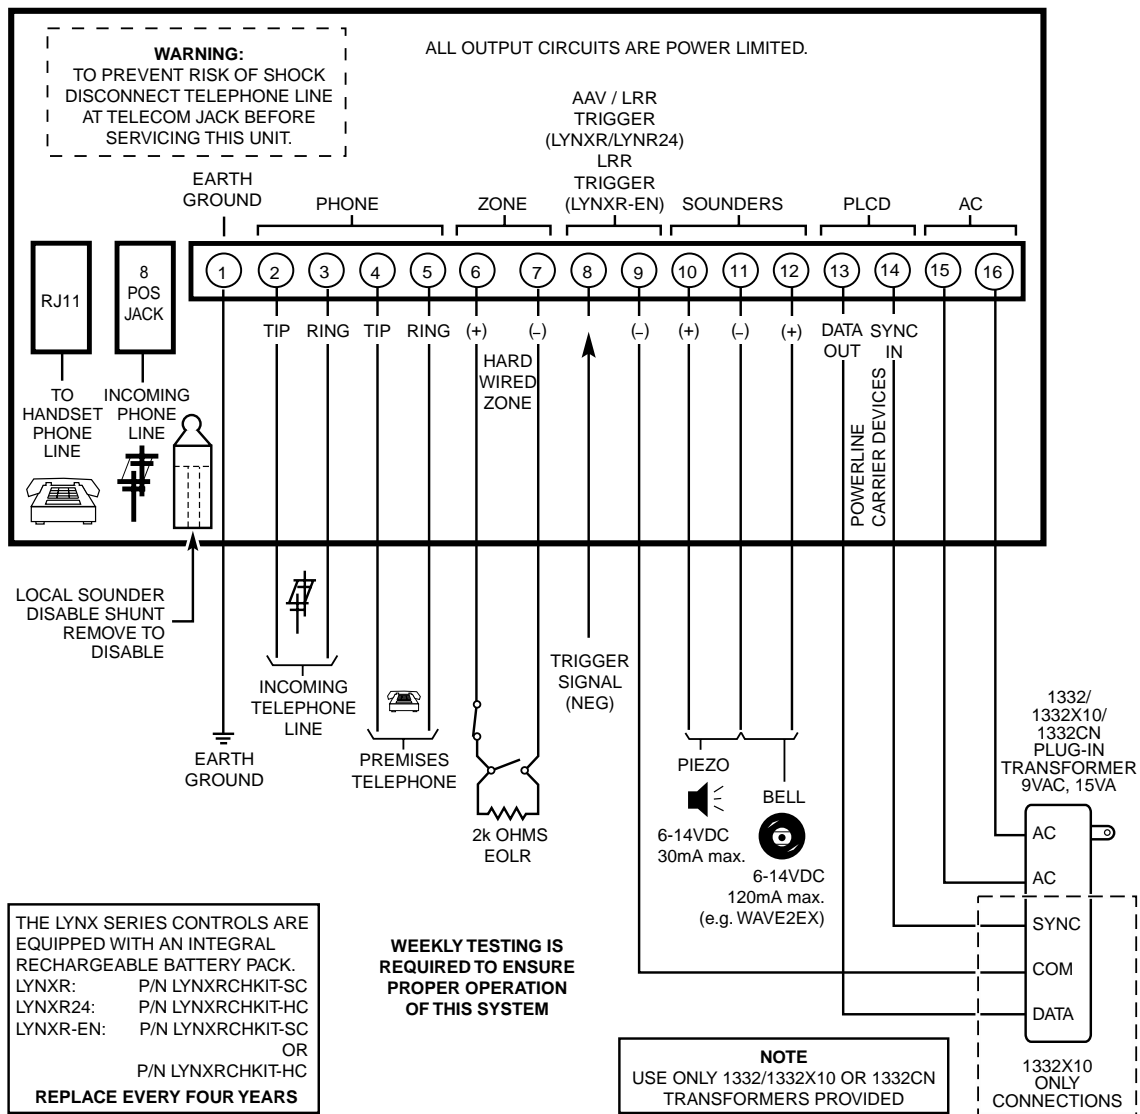 WARNING:
TO PREVENT RISK OF SHOCK
DISCONNECT TELEPHONE LINE
AT TELECOM JACK BEFORE
SERVICING THIS UNIT.
ALL OUTPUT CIRCUITS ARE POWER LIMITED.
AAV / LRR
TRIGGER
(LYNXR/LYNR24)
LRR
TRIGGER
(LYNXR-EN)
EARTH
GROUND
PHONE
ZONE
SOUNDERS
PLCD
AC
RJ11
8
POS
JACK
1
2
3
4
5
6
7
8
9
10
11
12
13
14
15
16
TIP
RING
TIP
RING
(+)
(–)
(–)
(+)
(–)
(+)
DATA
OUT
SYNC
IN
HARD
WIRED
ZONE
POWERLINE
CARRIER DEVICES
TO
HANDSET
PHONE
LINE
INCOMING
PHONE
LINE
LOCAL SOUNDER
DISABLE SHUNT
REMOVE TO
DISABLE
EARTH
GROUND
INCOMING
TELEPHONE
LINE
PREMISES
TELEPHONE
2k OHMS
EOLR
TRIGGER
SIGNAL
(NEG)
PIEZO
6-14VDC
30mA max.
BELL
6-14VDC
120mA max.
(e.g. WAVE2EX)
1332/
1332X10/
1332CN
PLUG-IN
TRANSFORMER
9VAC, 15VA
AC
AC
SYNC
COM
DATA
1332X10
ONLY
CONNECTIONS
THE LYNX SERIES CONTROLS ARE
EQUIPPED WITH AN INTEGRAL
RECHARGEABLE BATTERY PACK.
LYNXR: P/N LYNXRCHKIT-SC
LYNXR24: P/N LYNXRCHKIT-HC
LYNXR-EN: P/N LYNXRCHKIT-SC
OR
P/N LYNXRCHKIT-HC
REPLACE EVERY FOUR YEARS
WEEKLY TESTING IS
REQUIRED TO ENSURE
PROPER OPERATION
OF THIS SYSTEM
NOTE
USE ONLY 1332/1332X10 OR 1332CN
TRANSFORMERS PROVIDED